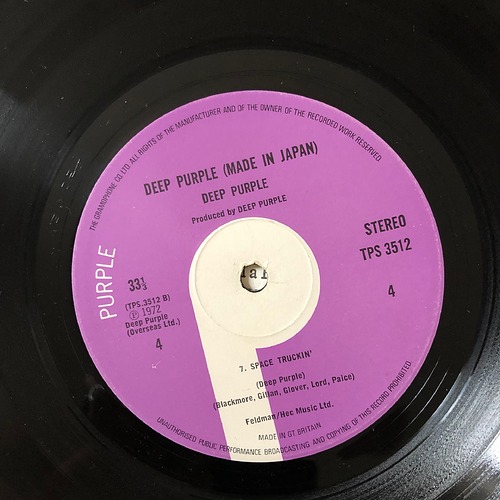 THE GRAMOPHONE CO LTD. ALL RIGHTS OF THE MANUFACTURER AND OF THE OWNER OF THE RECORDED WORK RESERVED.
DEEP PURPLE (MADE IN JAPAN)
DEEP PURPLE
Produced by DEEP PURPLE
STEREO
TPS 3512
4
PURPLE
33⅓
(TPS.3512 B)
℗ 1972
Deep Purple
(Overseas Ltd.)
4
7. SPACE TRUCKIN'
(Deep Purple)
(Blackmore, Gillan, Glover, Lord, Paice)
Feldman/Hec Music Ltd.
MADE IN GT. BRITAIN
UNAUTHORISED PUBLIC PERFORMANCE BROADCASTING AND COPYING OF THIS RECORD PROHIBITED.